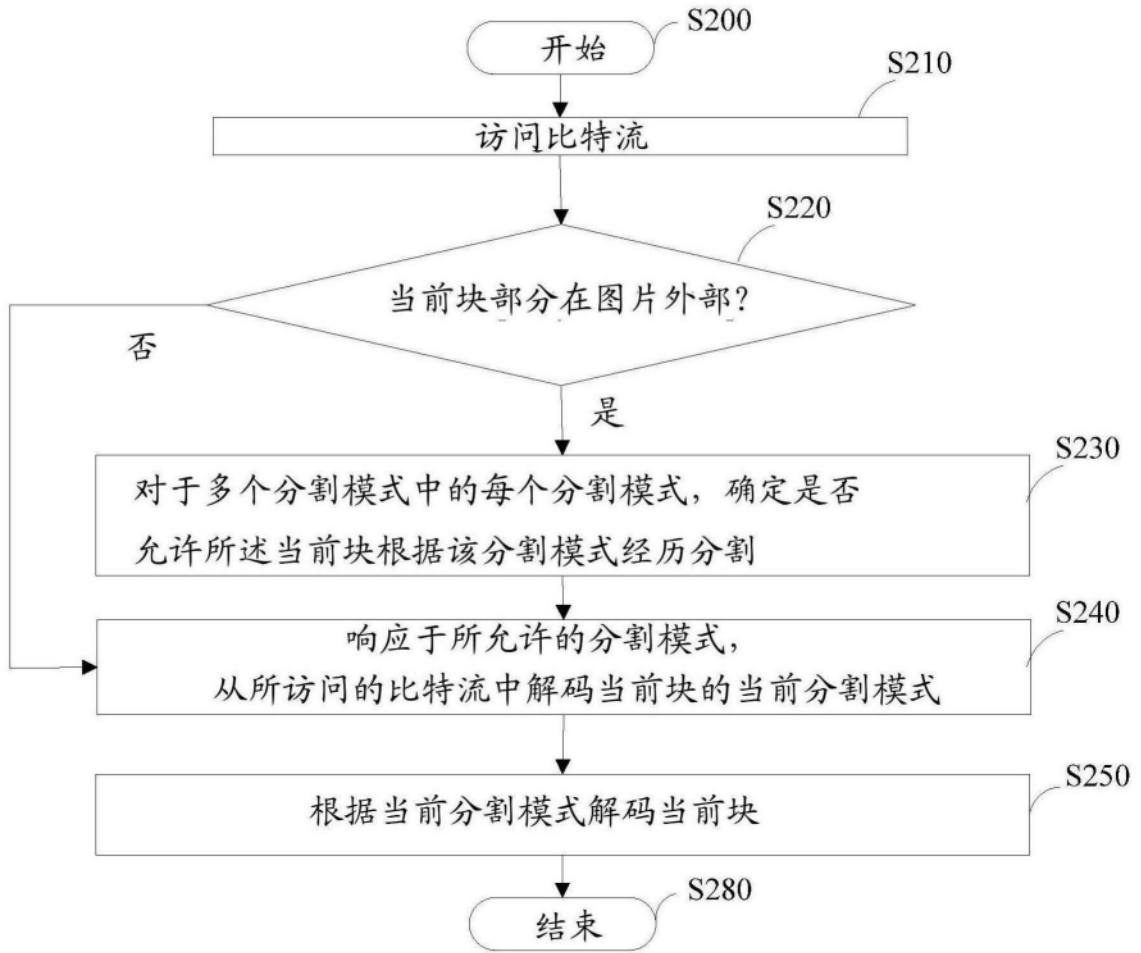 开始
S200
S210
访问比特流
S220
当前块部分在图片外部？
否
是
S230
对于多个分割模式中的每个分割模式，确定是否
允许所述当前块根据该分割模式经历分割
S240
响应于所允许的分割模式，
从所访问的比特流中解码当前块的当前分割模式
S250
根据当前分割模式解码当前块
S280
结束